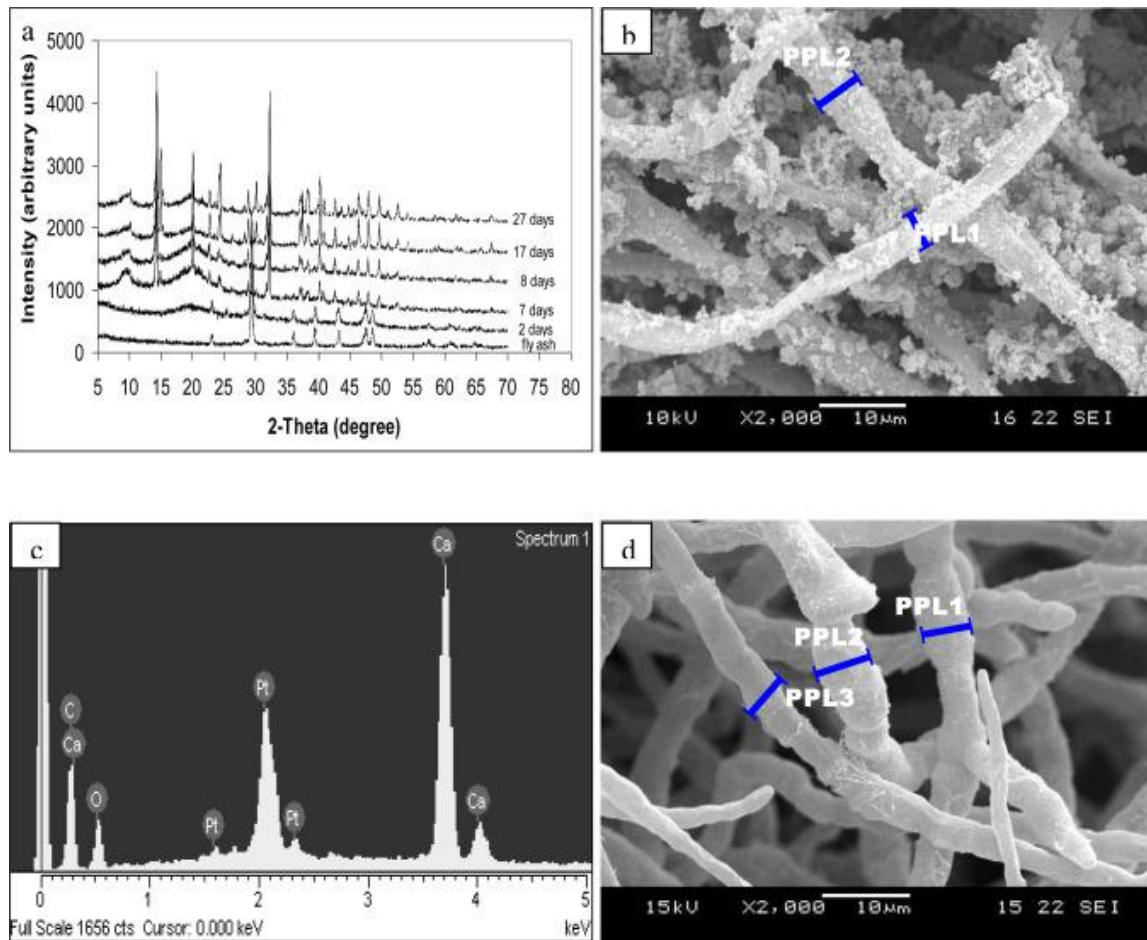 a
Intensity (arbitrary units)
5000
4000
3000
2000
1000
0
27 days
17 days
8 days
7 days
2 days
fly ash
5 10 15 20 25 30 35 40 45 50 55 60 65 70 75 80
2-Theta (degree)
b
PPL2
PPL1
10kV X2,000 10μm 16 22 SEI
c
Spectrum 1
Ca
Pt
C
Ca
O
Pt
Pt
Ca
0 1 2 3 4 5
Full Scale 1656 cts Cursor: 0.000 keV keV
d
PPL1
PPL2
PPL3
15kV X2,000 10μm 15 22 SEI